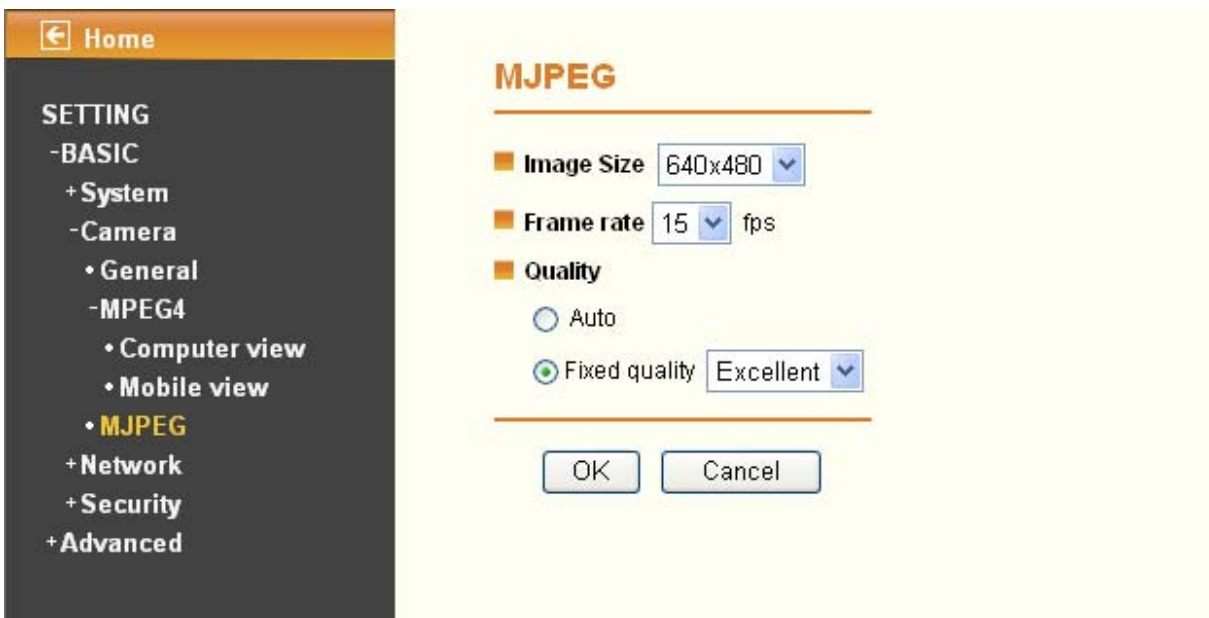 Home
SETTING
-BASIC
+System
-Camera
•General
-MPEG4
•Computer view
•Mobile view
•MJPEG
+Network
+Security
+Advanced
MJPEG
Image Size 640x480
Frame rate 15 fps
Quality
Auto
Fixed quality Excellent
OK Cancel